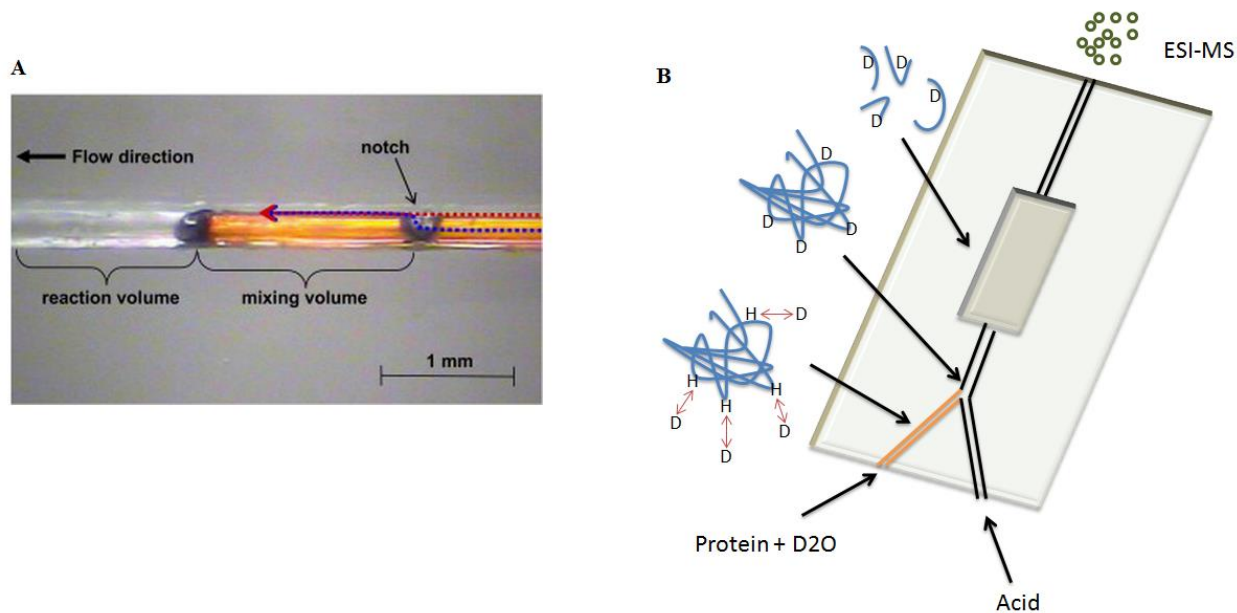 A
Flow direction
notch
reaction volume
mixing volume
1 mm
B
ESI-MS
D
D
D
D
D
D
D
D
H
D
H
H
H
D
D
D
Protein + D2O
Acid